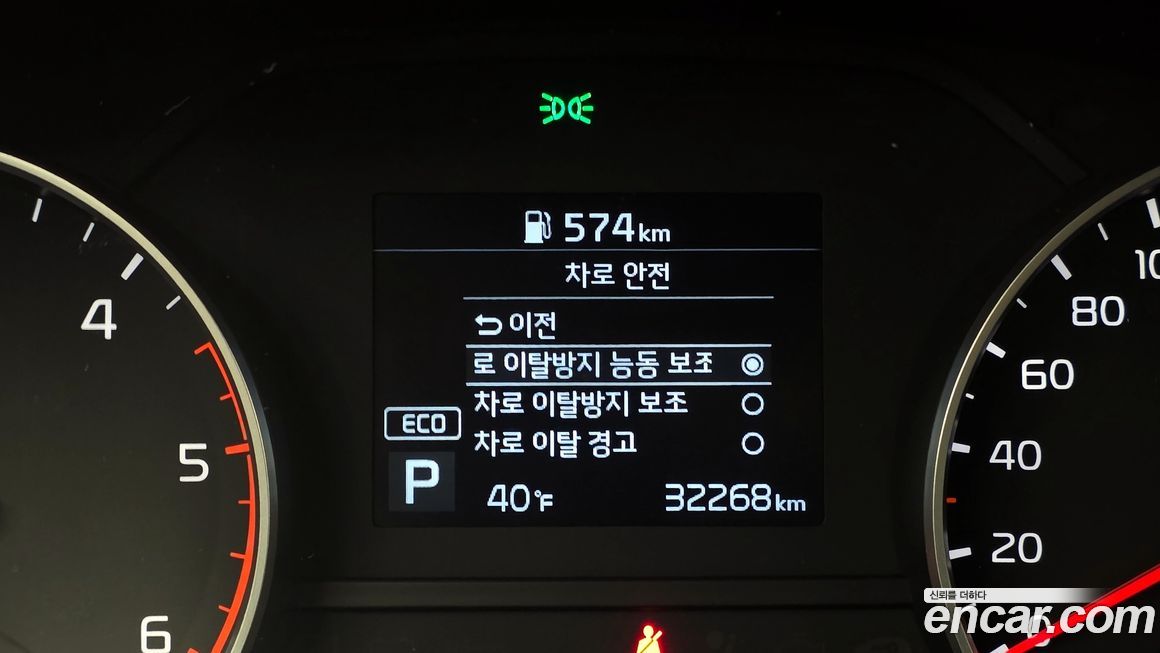 574km
차로 안전
이전
로 이탈방지 능동 보조
차로 이탈방지 보조
차로 이탈 경고
ECO
P
40°F
32268km
4
5
6
10
80
60
40
20
0
신뢰를 더하다
encar.com